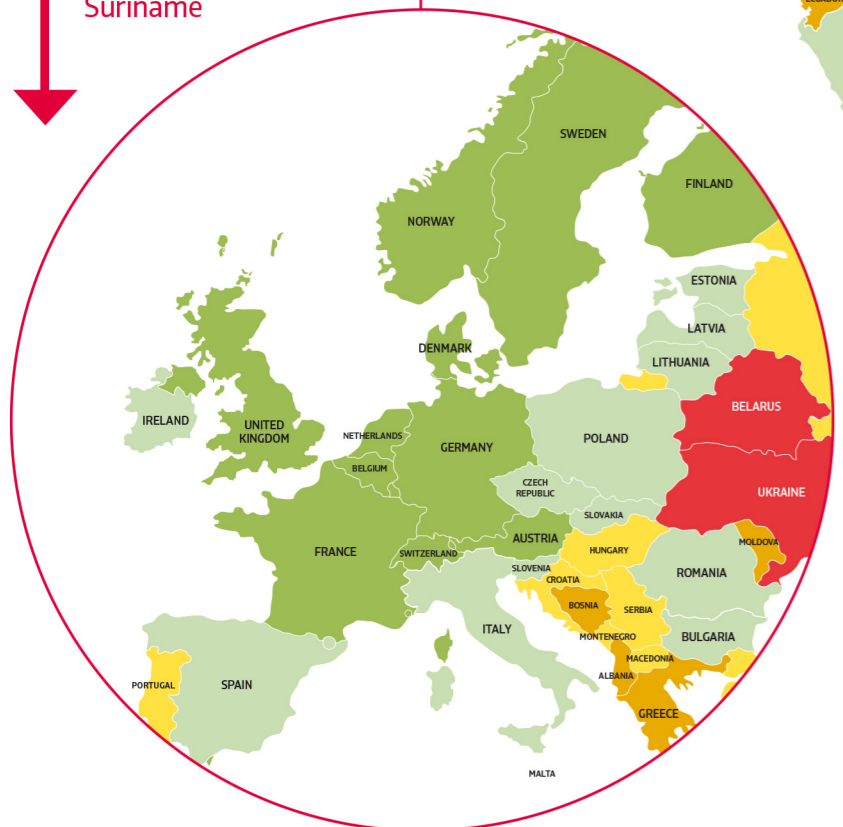 Suriname
SWEDEN
FINLAND
NORWAY
ESTONIA
LATVIA
DENMARK
LITHUANIA
BELARUS
IRELAND
UNITED
KINGDOM
NETHERLANDS
GERMANY
POLAND
BELGIUM
CZECH
REPUBLIC
UKRAINE
SLOVAKIA
AUSTRIA
MOLDOVA
FRANCE
SWITZERLAND
HUNGARY
SLOVENIA
ROMANIA
CROATIA
BOSNIA
SERBIA
ITALY
MONTENEGRO
BULGARIA
MACEDONIA
PORTUGAL
SPAIN
ALBANIA
GREECE
MALTA